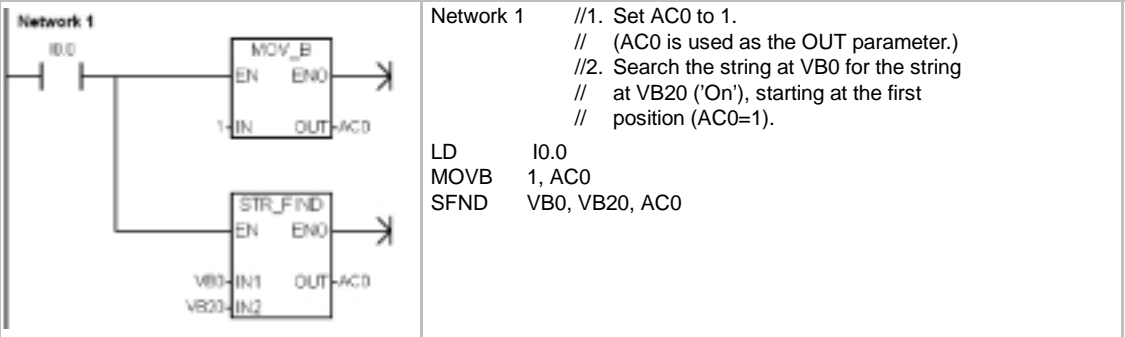 Network 1
I0.0
MOV_B
EN ENO
1 IN OUT AC0
STR_FIND
EN ENO
VB0 IN1 OUT AC0
VB20 IN2
Network 1 //1. Set AC0 to 1.
// (AC0 is used as the OUT parameter.)
//2. Search the string at VB0 for the string
// at VB20 ('On'), starting at the first
// position (AC0=1).
LD I0.0
MOVB 1, AC0
SFND VB0, VB20, AC0